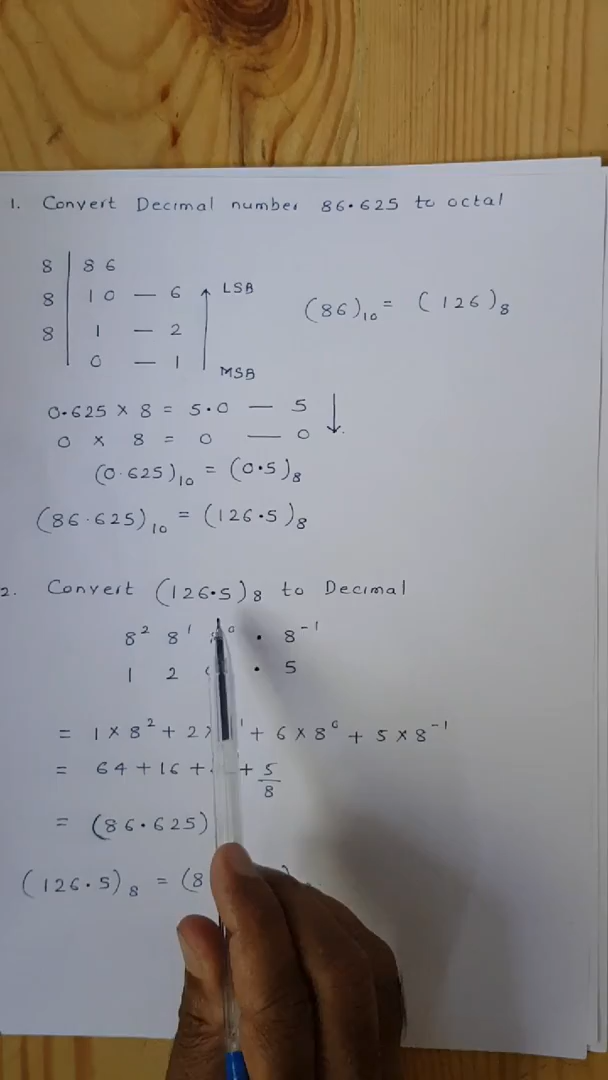 1. Convert Decimal number 86.625 to octal
8 | 86
8 | 10 — 6 LSB
8 | 1 — 2
0 — 1 MSB
(86)₁₀ = (126)₈
0.625 × 8 = 5.0 — 5
0 × 8 = 0 — 0
(0.625)₁₀ = (0.5)₈
(86.625)₁₀ = (126.5)₈
2. Convert (126.5)₈ to Decimal
8² 8¹ ⁰ . 8⁻¹
1 2 . 5
= 1 × 8² + 2 × ¹ + 6 × 8⁰ + 5 × 8⁻¹
= 64 + 16 + + 5/8
= (86.625)
(126.5)₈ = (8